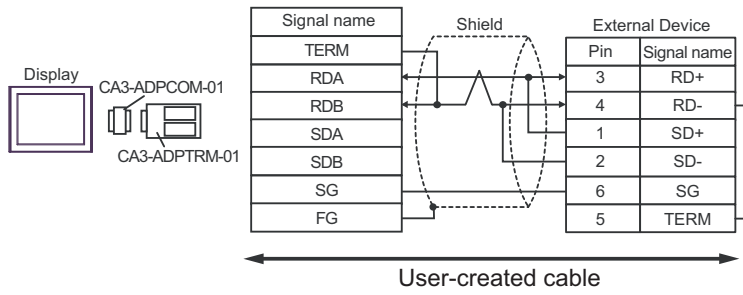 Display
CA3-ADPCOM-01
CA3-ADPTRM-01
Signal name
TERM
RDA
RDB
SDA
SDB
SG
FG
Shield
External Device
Pin Signal name
3 RD+
4 RD-
1 SD+
2 SD-
6 SG
5 TERM
User-created cable